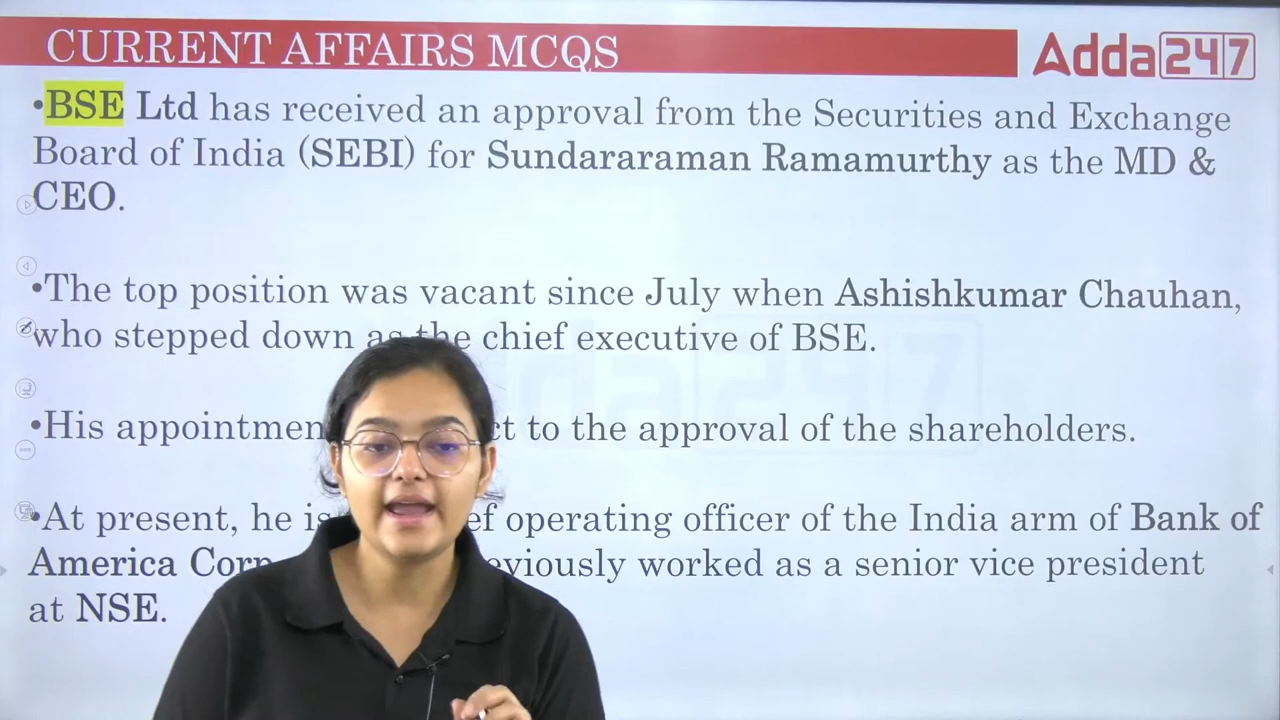 CURRENT AFFAIRS MCQS
Adda247
•BSE Ltd has received an approval from the Securities and Exchange
Board of India (SEBI) for Sundararaman Ramamurthy as the MD &
CEO.
•The top position was vacant since July when Ashishkumar Chauhan,
who stepped down as the chief executive of BSE.
•His appointmen ct to the approval of the shareholders.
•At present, he is ef operating officer of the India arm of Bank of
America Corp eviously worked as a senior vice president
at NSE.